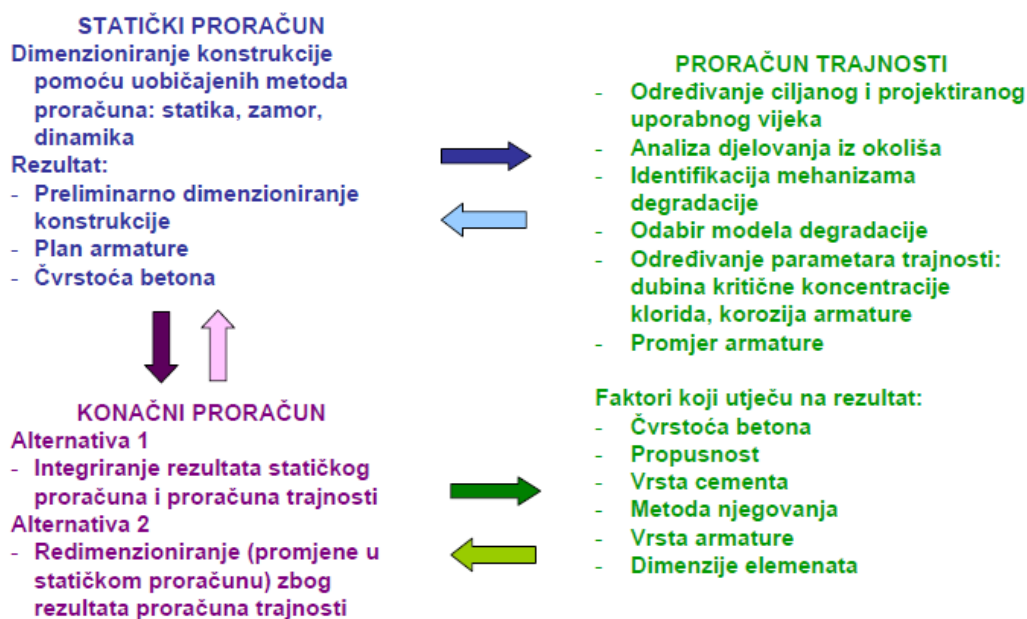 STATIČKI PRORAČUN
Dimenzioniranje konstrukcije
pomoću uobičajenih metoda
proračuna: statika, zamor,
dinamika
Rezultat:
- Preliminarno dimenzioniranje
konstrukcije
- Plan armature
- Čvrstoća betona
PRORAČUN TRAJNOSTI
- Određivanje ciljanog i projektiranog
uporabnog vijeka
- Analiza djelovanja iz okoliša
- Identifikacija mehanizama
degradacije
- Odabir modela degradacije
- Određivanje parametara trajnosti:
dubina kritične koncentracije
klorida, korozija armature
- Promjer armature
KONAČNI PRORAČUN
Alternativa 1
- Integriranje rezultata statičkog
proračuna i proračuna trajnosti
Alternativa 2
- Redimenzioniranje (promjene u
statičkom proračunu) zbog
rezultata proračuna trajnosti
Faktori koji utječu na rezultat:
- Čvrstoća betona
- Propusnost
- Vrsta cementa
- Metoda njegovanja
- Vrsta armature
- Dimenzije elemenata